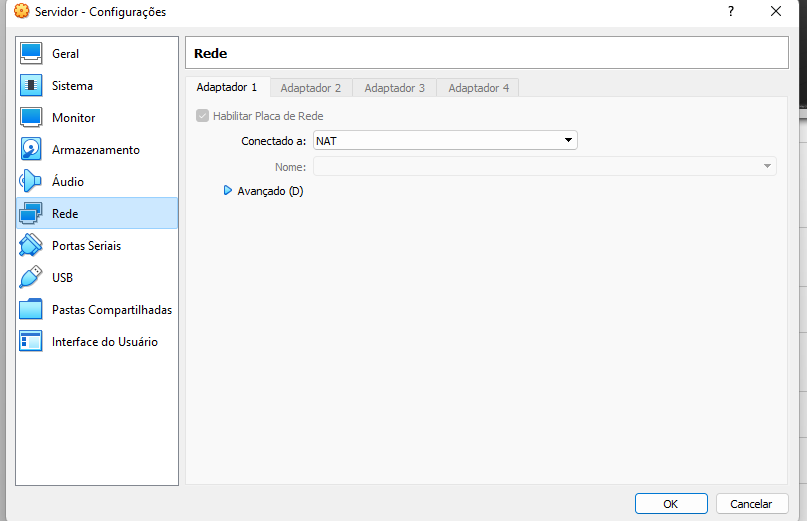 Servidor - Configurações
?
Geral
Sistema
Monitor
Armazenamento
Áudio
Rede
Portas Seriais
USB
Pastas Compartilhadas
Interface do Usuário
Rede
Adaptador 1 Adaptador 2 Adaptador 3 Adaptador 4
Habilitar Placa de Rede
Conectado a: NAT
Nome:
Avançado (D)
OK Cancelar